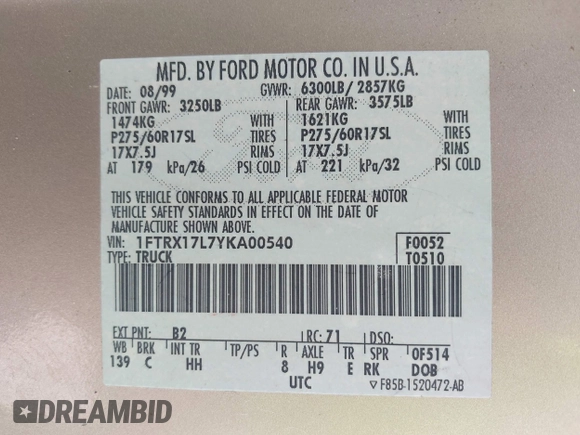 MFD. BY FORD MOTOR CO. IN U.S.A.
DATE: 08/99 GVWR: 6300LB/ 2857KG
FRONT GAWR: 3250LB REAR GAWR: 3575LB
1474KG WITH 1621KG WITH
P275/60R17SL TIRES P275/60R17SL TIRES
17X7.5J RIMS 17X7.5J RIMS
AT 179 kPa/26 PSI COLD AT 221 kPa/32 PSI COLD
THIS VEHICLE CONFORMS TO ALL APPLICABLE FEDERAL MOTOR
VEHICLE SAFETY STANDARDS IN EFFECT ON THE DATE OF
MANUFACTURE SHOWN ABOVE.
VIN: 1FTRX17L7YKA00540 F0052
TYPE: TRUCK T0510
EXT PNT: B2 RC: 71 DSO:
WB BRK INT TR TP/PS R AXLE TR SPR 0F514
139 C HH 8 H9 E RK DOB
UTC F85B-1520472-AB
DREAMBID